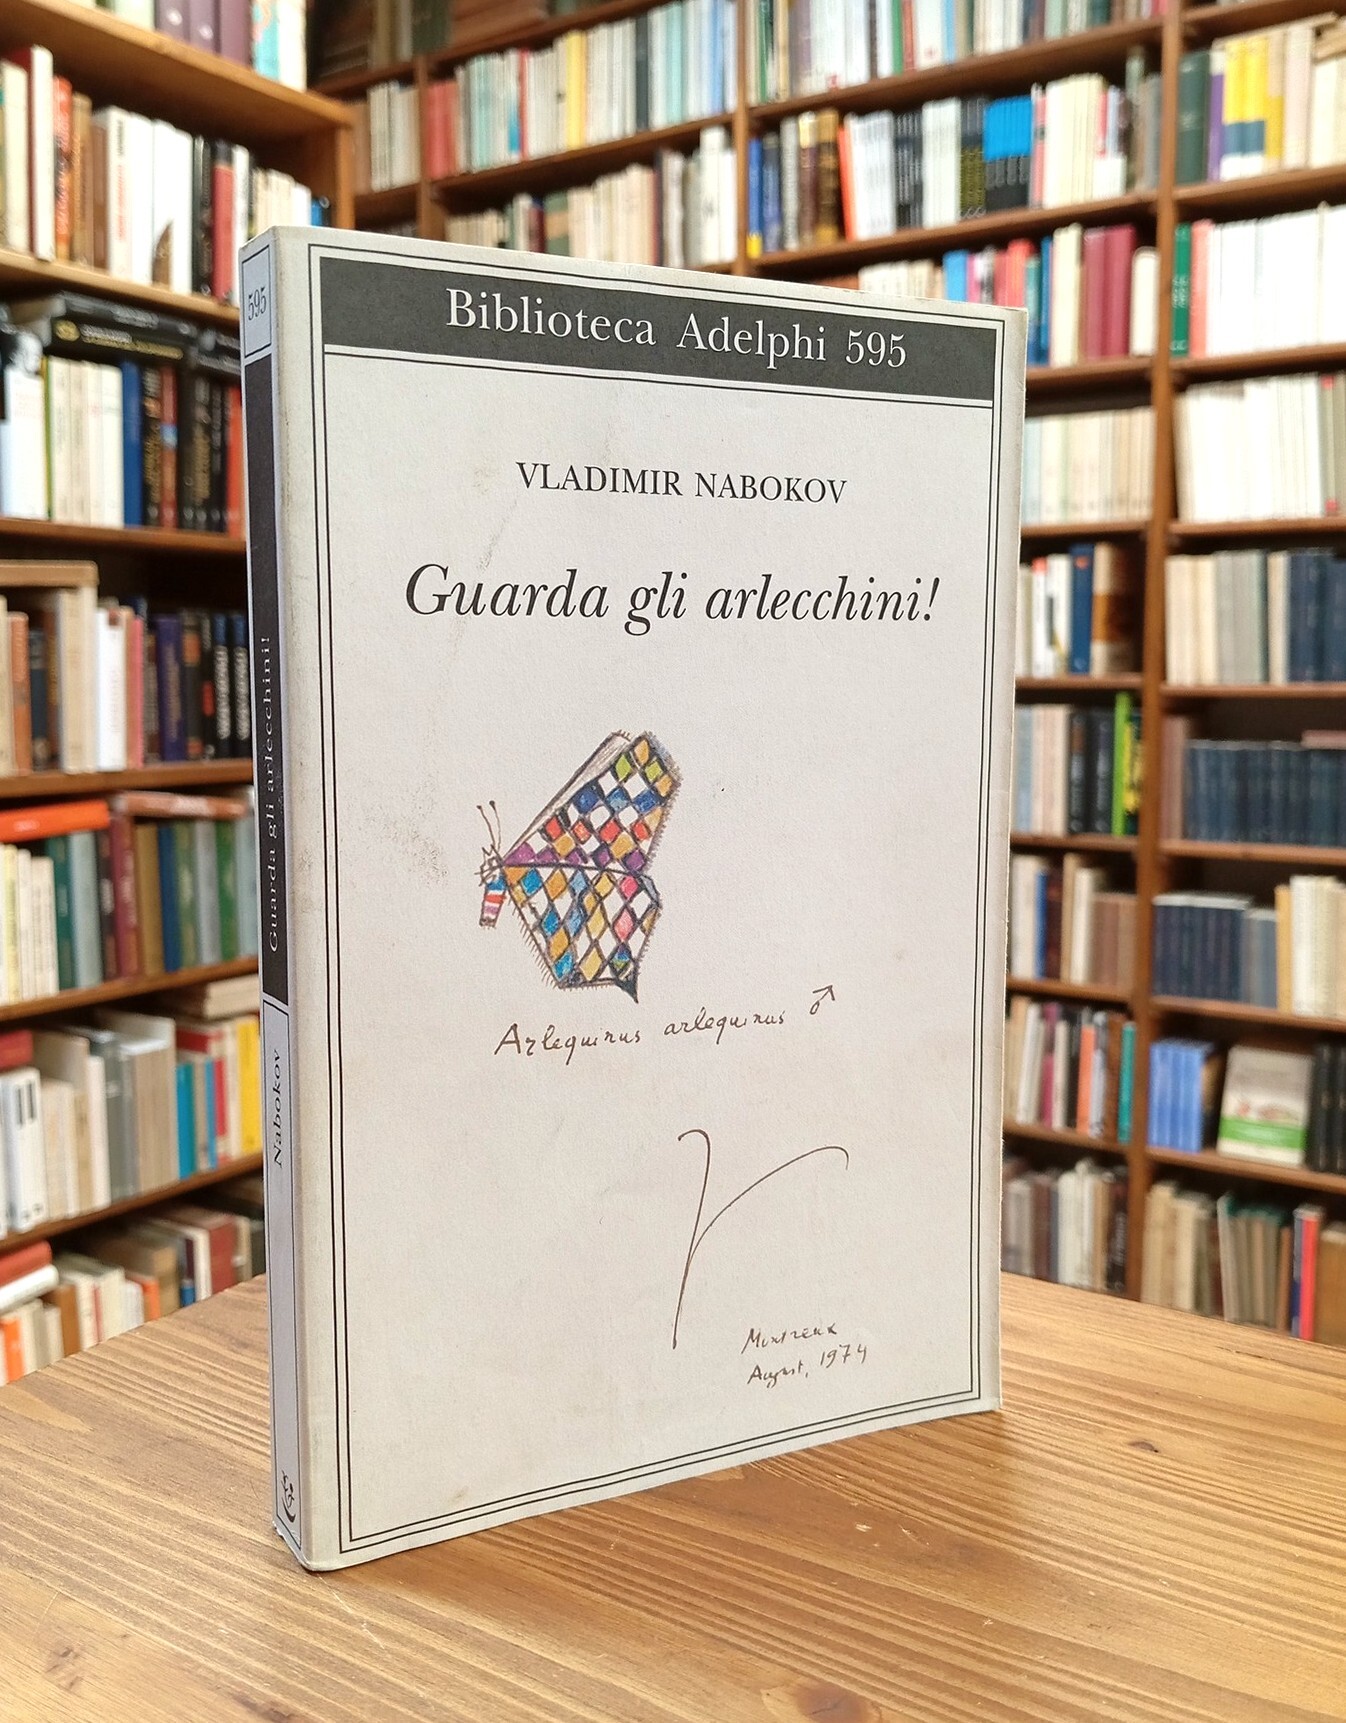 Biblioteca Adelphi 595
VLADIMIR NABOKOV
Guarda gli arlecchini!
Arlequinus arlequinus ♂
Montreux
August, 1974
595
Guarda gli arlecchini!
Nabokov